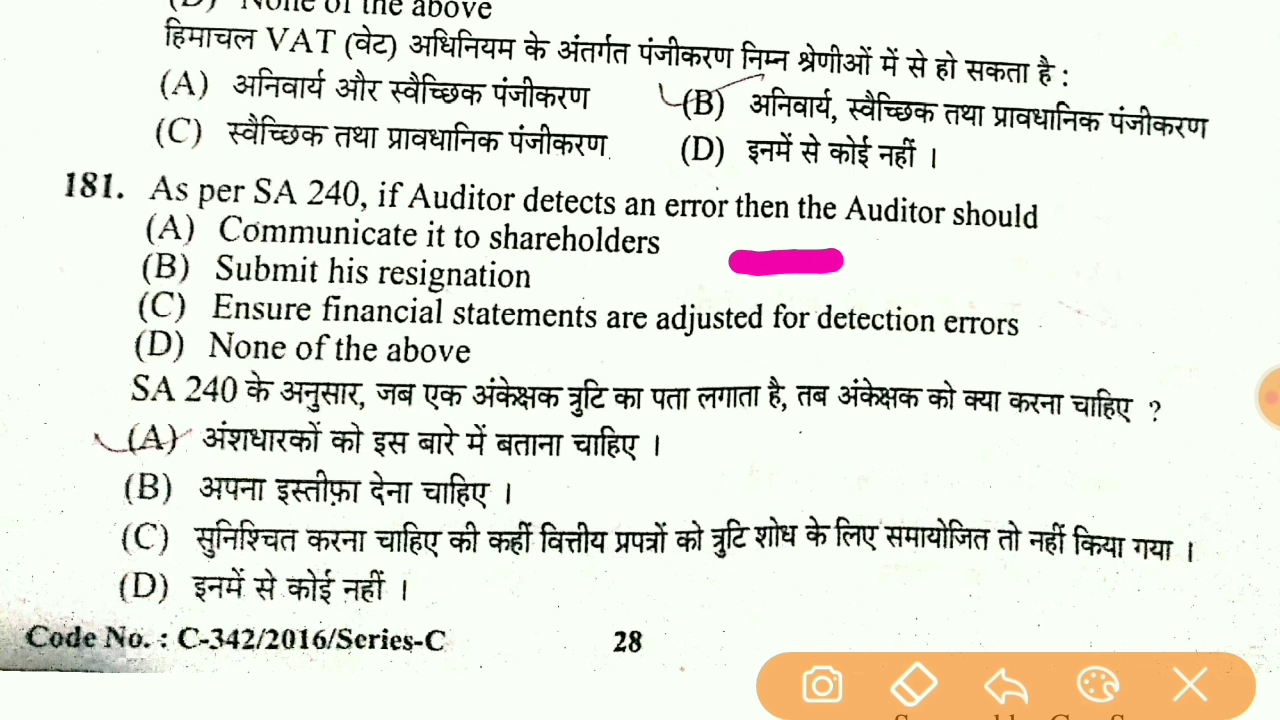 (D) None of the above
हिमाचल VAT (वेट) अधिनियम के अंतर्गत पंजीकरण निम्न श्रेणीओं में से हो सकता है :
(A) अनिवार्य और स्वैच्छिक पंजीकरण (B) अनिवार्य, स्वैच्छिक तथा प्रावधानिक पंजीकरण
(C) स्वैच्छिक तथा प्रावधानिक पंजीकरण (D) इनमें से कोई नहीं ।
181. As per SA 240, if Auditor detects an error then the Auditor should
(A) Communicate it to shareholders
(B) Submit his resignation
(C) Ensure financial statements are adjusted for detection errors
(D) None of the above
SA 240 के अनुसार, जब एक अंकेक्षक त्रुटि का पता लगाता है, तब अंकेक्षक को क्या करना चाहिए ?
(A) अंशधारकों को इस बारे में बताना चाहिए ।
(B) अपना इस्तीफ़ा देना चाहिए ।
(C) सुनिश्चित करना चाहिए की कहीं वित्तीय प्रपत्रों को त्रुटि शोध के लिए समायोजित तो नहीं किया गया ।
(D) इनमें से कोई नहीं ।
Code No. : C-342/2016/Series-C 28